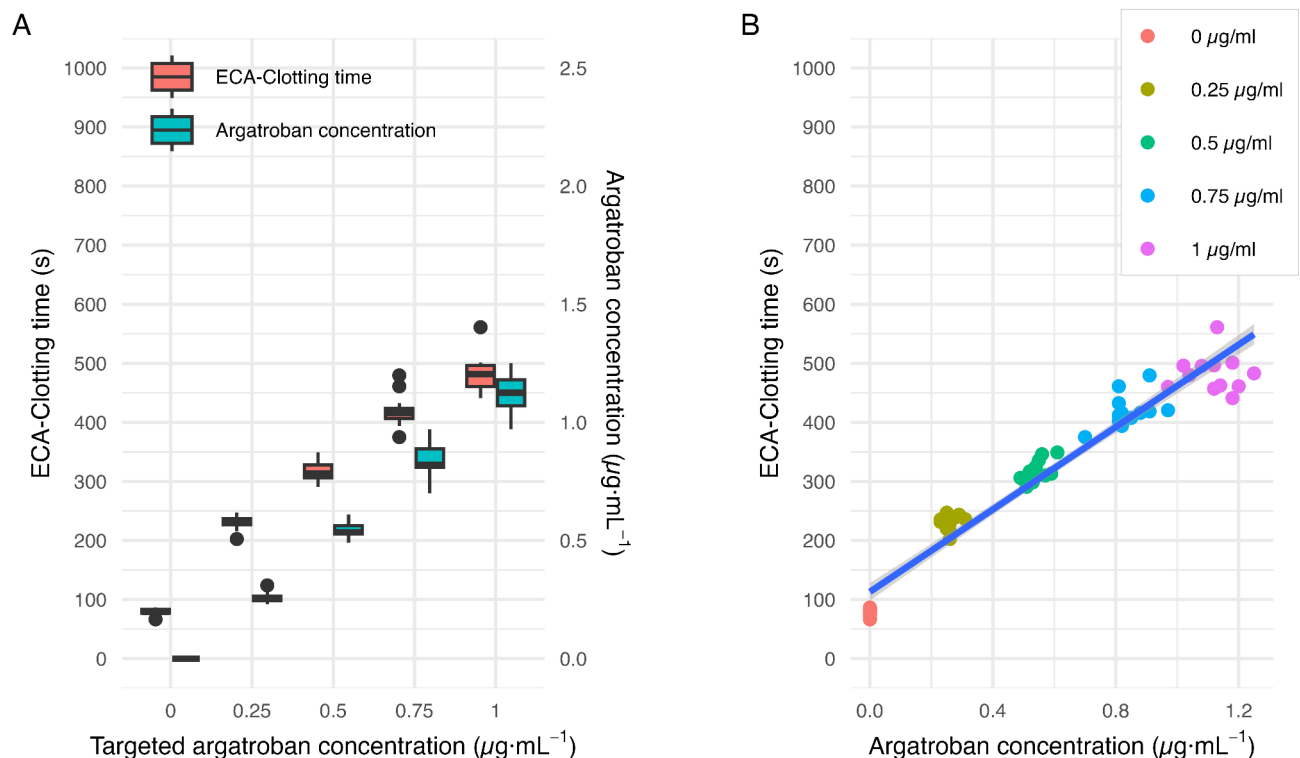 A
ECA-Clotting time
Argatroban concentration
1000
900
800
700
600
500
400
300
200
100
0
ECA-Clotting time (s)
2.5
2.0
1.5
1.0
0.5
0.0
Argatroban concentration (µg·mL⁻¹)
0 0.25 0.5 0.75 1
Targeted argatroban concentration (µg·mL⁻¹)
B
0 µg/ml
0.25 µg/ml
0.5 µg/ml
0.75 µg/ml
1 µg/ml
1000
900
800
700
600
500
400
300
200
100
0
ECA-Clotting time (s)
0.0 0.4 0.8 1.2
Argatroban concentration (µg·mL⁻¹)